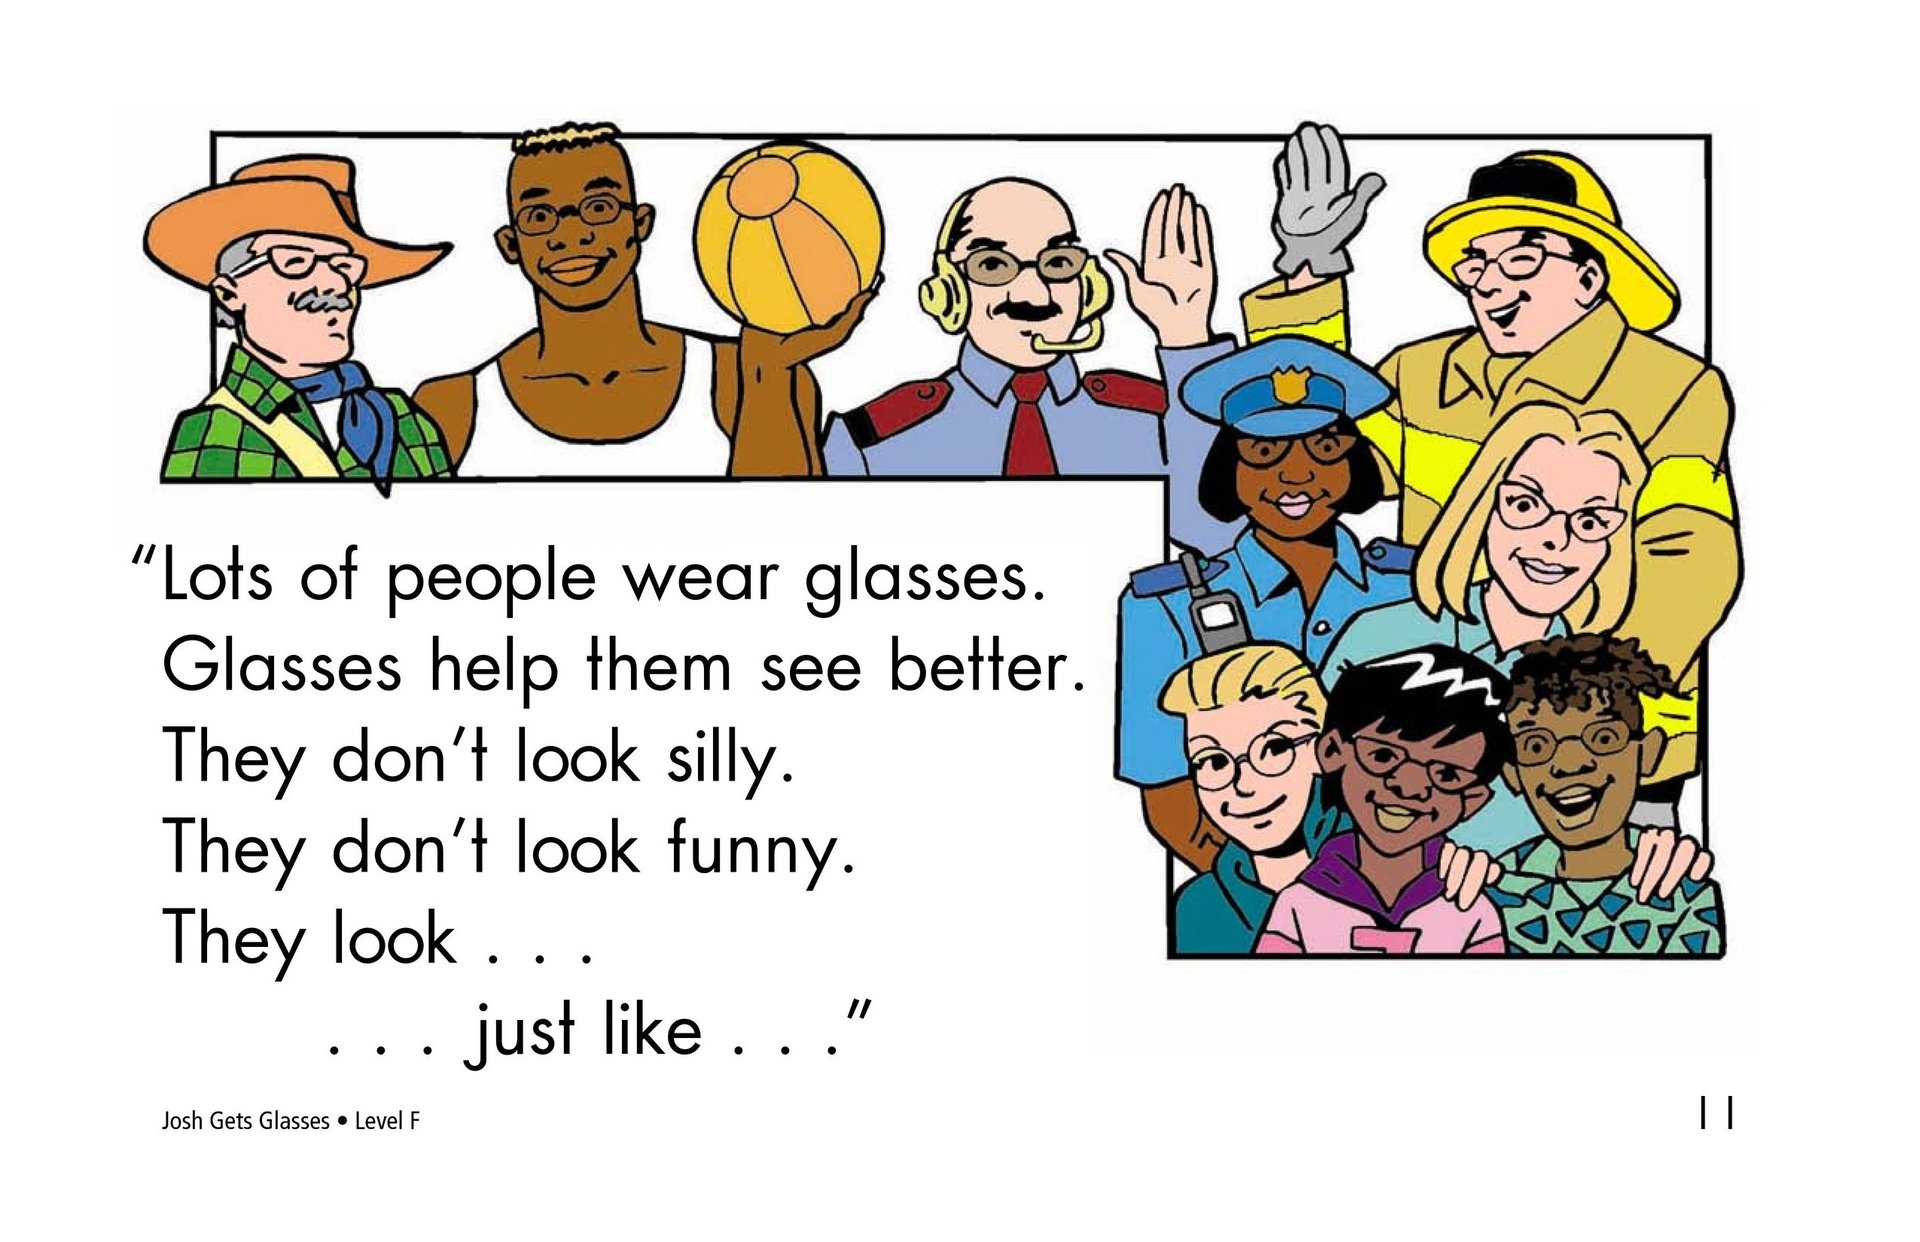 “Lots of people wear glasses.
Glasses help them see better.
They don’t look silly.
They don’t look funny.
They look . . .
. . . just like . . .”
Josh Gets Glasses • Level F
11